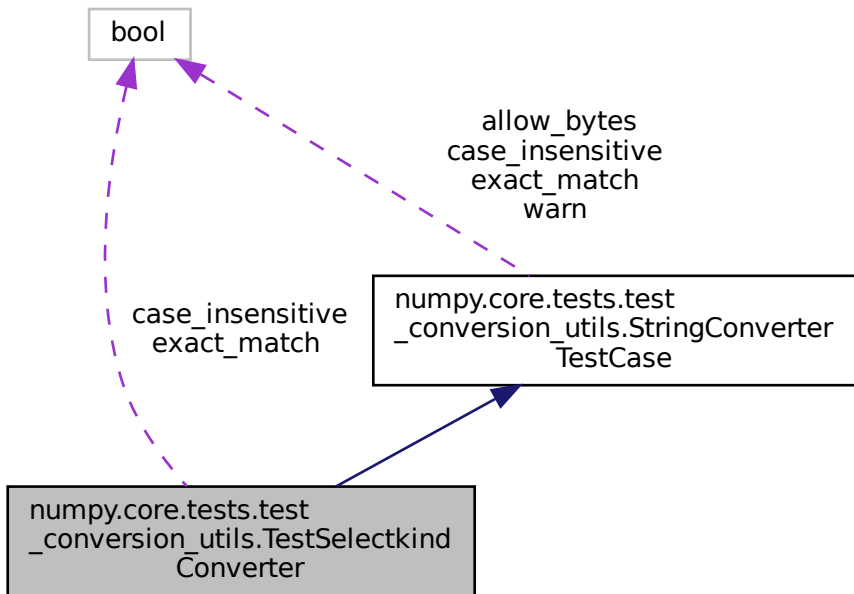 bool
allow_bytes
case_insensitive
exact_match
warn
numpy.core.tests.test
_conversion_utils.StringConverter
TestCase
case_insensitive
exact_match
numpy.core.tests.test
_conversion_utils.TestSelectkind
Converter